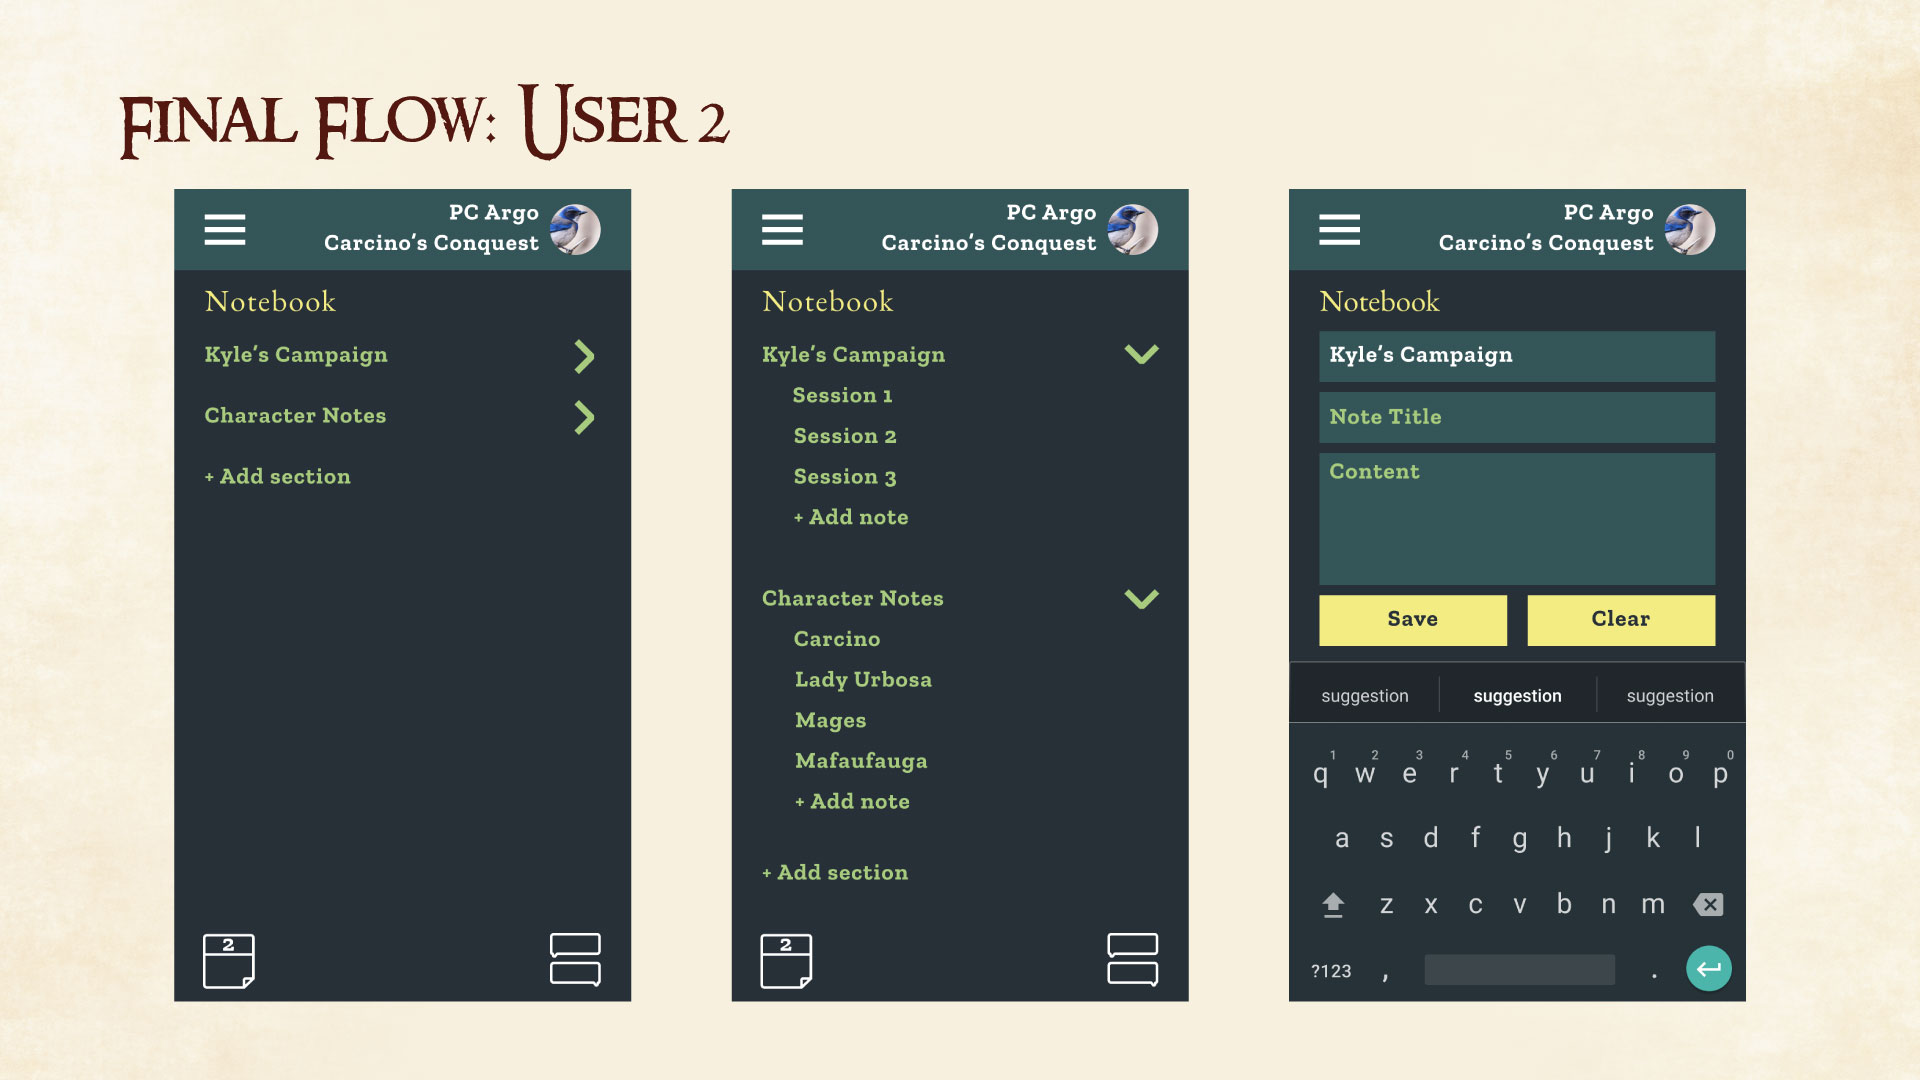 Final Flow: User 2
PC Argo
Carcino's Conquest
Notebook
Kyle's Campaign
Character Notes
+ Add section
2
PC Argo
Carcino's Conquest
Notebook
Kyle's Campaign
Session 1
Session 2
Session 3
+ Add note
Character Notes
Carcino
Lady Urbosa
Mages
Mafaufauga
+ Add note
+ Add section
2
PC Argo
Carcino's Conquest
Notebook
Kyle's Campaign
Note Title
Content
Save Clear
suggestion suggestion suggestion
1 2 3 4 5 6 7 8 9 0
q w e r t y u i o p
a s d f g h j k l
z x c v b n m
?123 , .